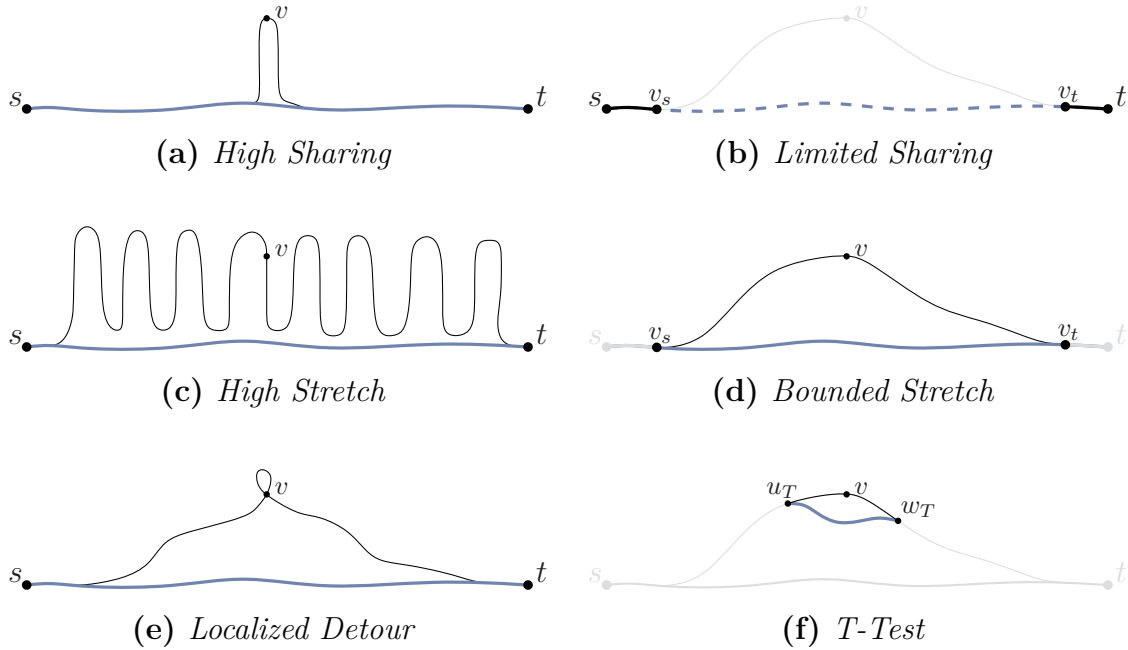 v v
s t s v_s v_t t
(a) High Sharing (b) Limited Sharing
v v
s t s v_s v_t t
(c) High Stretch (d) Bounded Stretch
v u_T v w_T
s t s t
(e) Localized Detour (f) T-Test